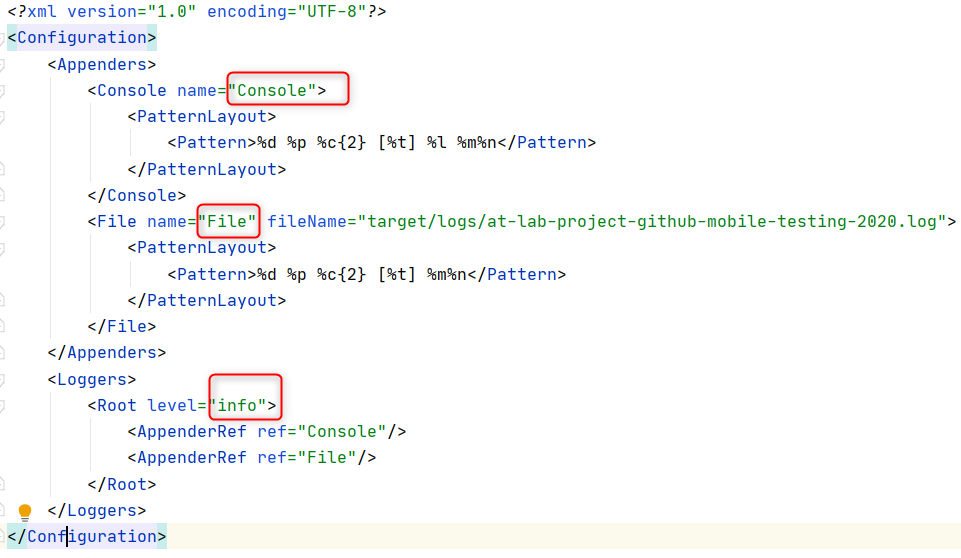 <?xml version="1.0" encoding="UTF-8"?>
<Configuration>
    <Appenders>
        <Console name="Console">
            <PatternLayout>
                <Pattern>%d %p %c{2} [%t] %l %m%n</Pattern>
            </PatternLayout>
        </Console>
        <File name="File" fileName="target/logs/at-lab-project-github-mobile-testing-2020.log">
            <PatternLayout>
                <Pattern>%d %p %c{2} [%t] %m%n</Pattern>
            </PatternLayout>
        </File>
    </Appenders>
    <Loggers>
        <Root level="info">
            <AppenderRef ref="Console"/>
            <AppenderRef ref="File"/>
        </Root>
    </Loggers>
</Configuration>